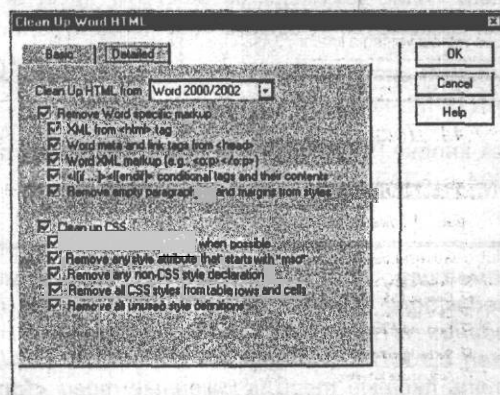 Clean Up Word HTML
Basic
Detailed
OK
Cancel
Help
Clean Up HTML from: Word 2000/2002
Remove Word specific markup
XML from <html> tag
Word meta and link tags from <head>
Word XML markup (e.g., <o:p></o:p>)
<![if ...]><![endif]> conditional tags and their contents
Remove empty paragraph and margins from styles
Clean up CSS
when possible
Remove any style attribute that starts with "mso"
Remove any non-CSS style declaration
Remove all CSS styles from table rows and cells
Remove all unused style definitions